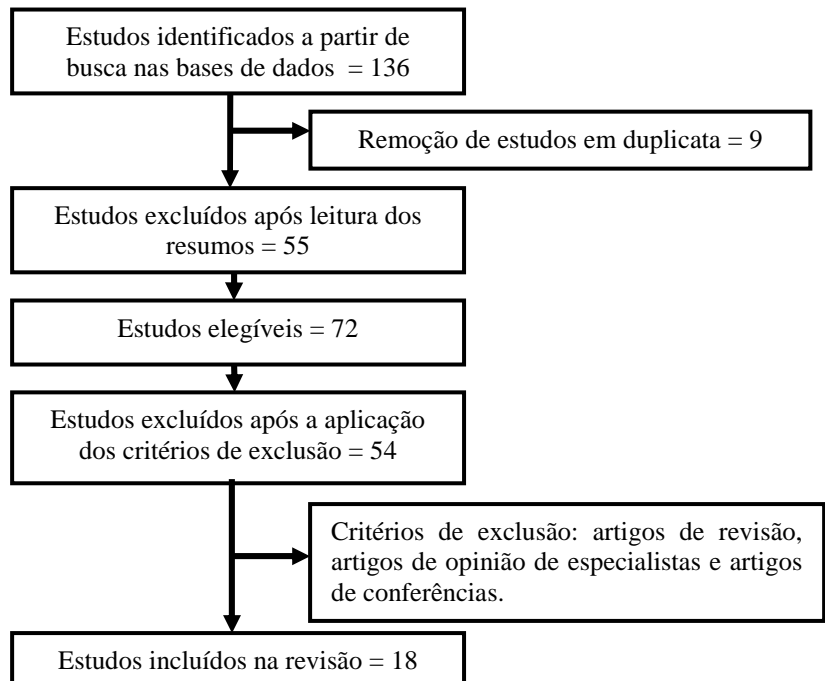 Estudos identificados a partir de
busca nas bases de dados = 136
Remoção de estudos em duplicata = 9
Estudos excluídos após leitura dos
resumos = 55
Estudos elegíveis = 72
Estudos excluídos após a aplicação
dos critérios de exclusão = 54
Critérios de exclusão: artigos de revisão,
artigos de opinião de especialistas e artigos
de conferências.
Estudos incluídos na revisão = 18